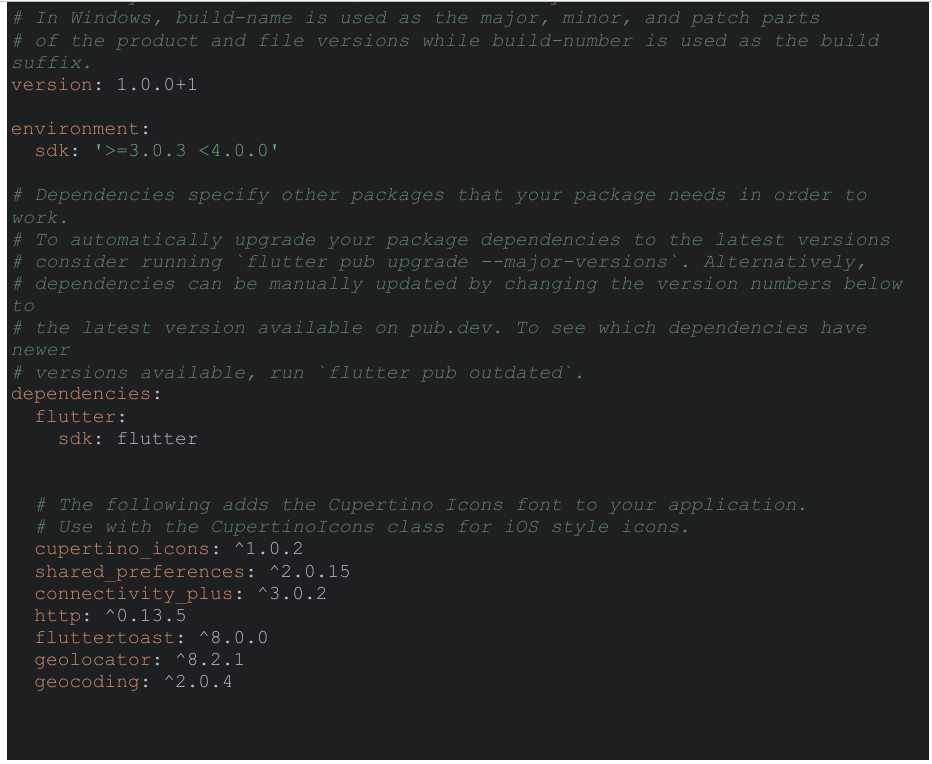 # In Windows, build-name is used as the major, minor, and patch parts
# of the product and file versions while build-number is used as the build
suffix.
version: 1.0.0+1
environment:
  sdk: '>=3.0.3 <4.0.0'
# Dependencies specify other packages that your package needs in order to
work.
# To automatically upgrade your package dependencies to the latest versions
# consider running `flutter pub upgrade --major-versions`. Alternatively,
# dependencies can be manually updated by changing the version numbers below
to
# the latest version available on pub.dev. To see which dependencies have
newer
# versions available, run `flutter pub outdated`.
dependencies:
  flutter:
    sdk: flutter
  # The following adds the Cupertino Icons font to your application.
  # Use with the CupertinoIcons class for iOS style icons.
  cupertino_icons: ^1.0.2
  shared_preferences: ^2.0.15
  connectivity_plus: ^3.0.2
  http: ^0.13.5
  fluttertoast: ^8.0.0
  geolocator: ^8.2.1
  geocoding: ^2.0.4